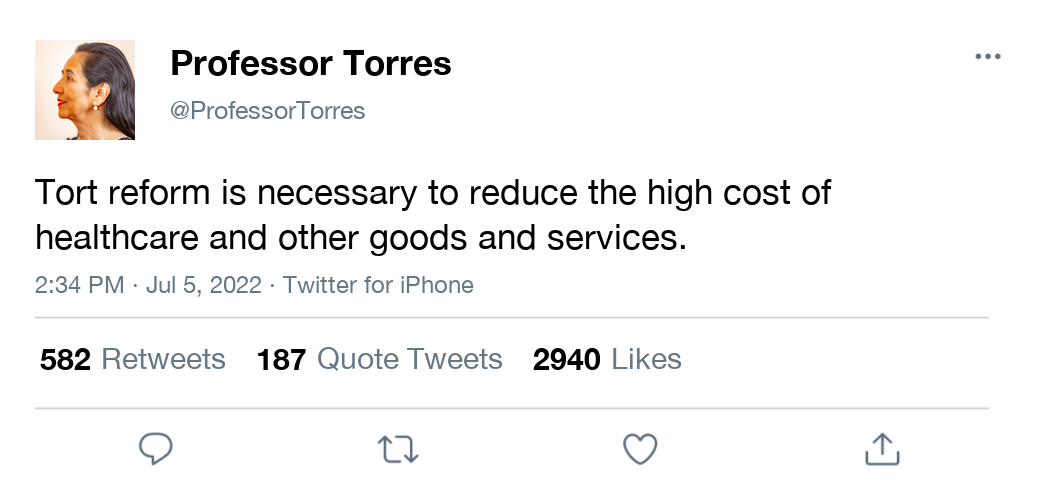 Professor Torres
@ProfessorTorres
Tort reform is necessary to reduce the high cost of
healthcare and other goods and services.
2:34 PM · Jul 5, 2022 · Twitter for iPhone
582 Retweets 187 Quote Tweets 2940 Likes